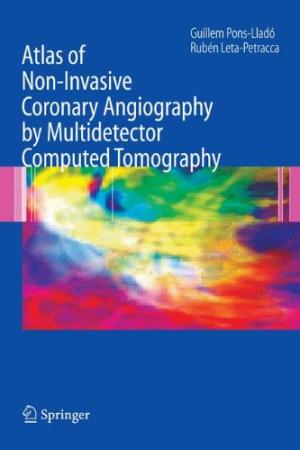 Guillem Pons-Lladó
Rubén Leta-Petracca
Atlas of
Non-Invasive
Coronary Angiography
by Multidetector
Computed Tomography
Springer